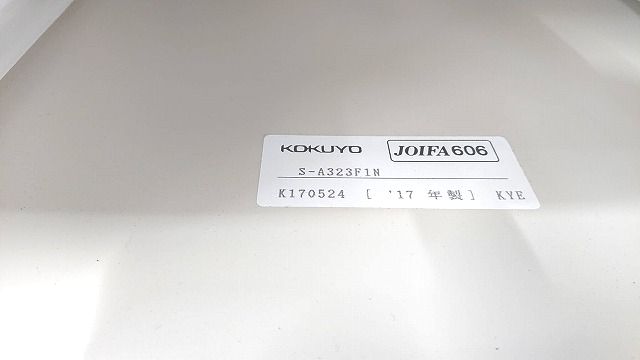 KOKUYO JOIFA606
S-A323F1N
K170524 [ '17 年製] KYE